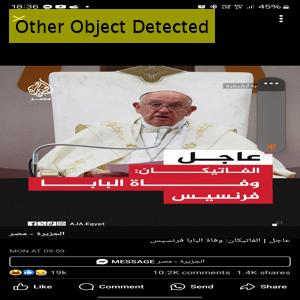 18:36
45%
Other Object Detected
الجزيرة
مصر
عاجل
الفاتيكان:
وفاة البابا
فرنسيس
AJA.Egypt
الجزيرة - مصر
عاجل | الفاتيكان: وفاة البابا فرنسيس
MON AT 09:59
MESSAGE الجزيرة - مصر
19k
10.2K comments 1.4K shares
Like
Comment
Send
Share